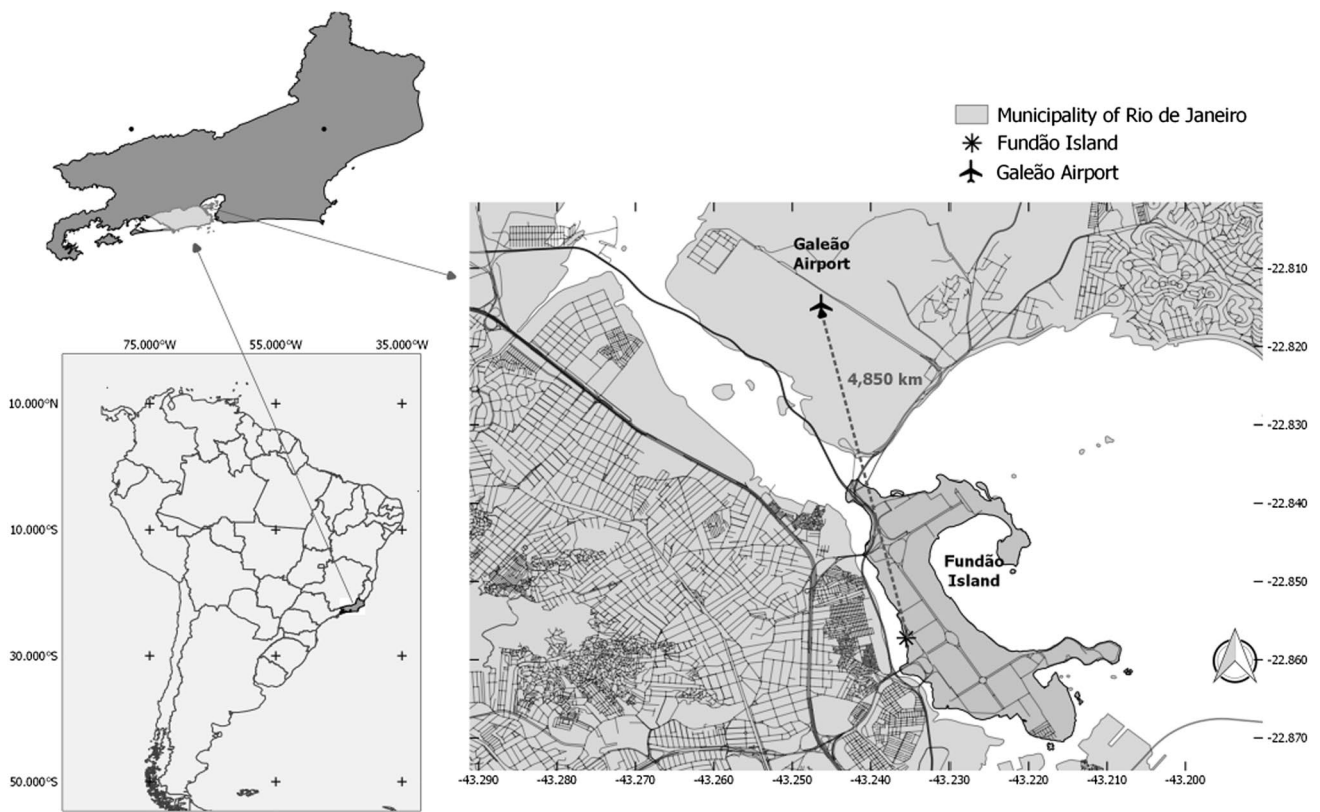 Municipality of Rio de Janeiro
Fundão Island
Galeão Airport
Galeão
Airport
4,850 km
Fundão
Island
-22.810
-22.820
-22.830
-22.840
-22.850
-22.860
-22.870
-43.290 -43.280 -43.270 -43.260 -43.250 -43.240 -43.230 -43.220 -43.210 -43.200
75.000°W 55.000°W 35.000°W
10.000°N
10.000°S
30.000°S
50.000°S